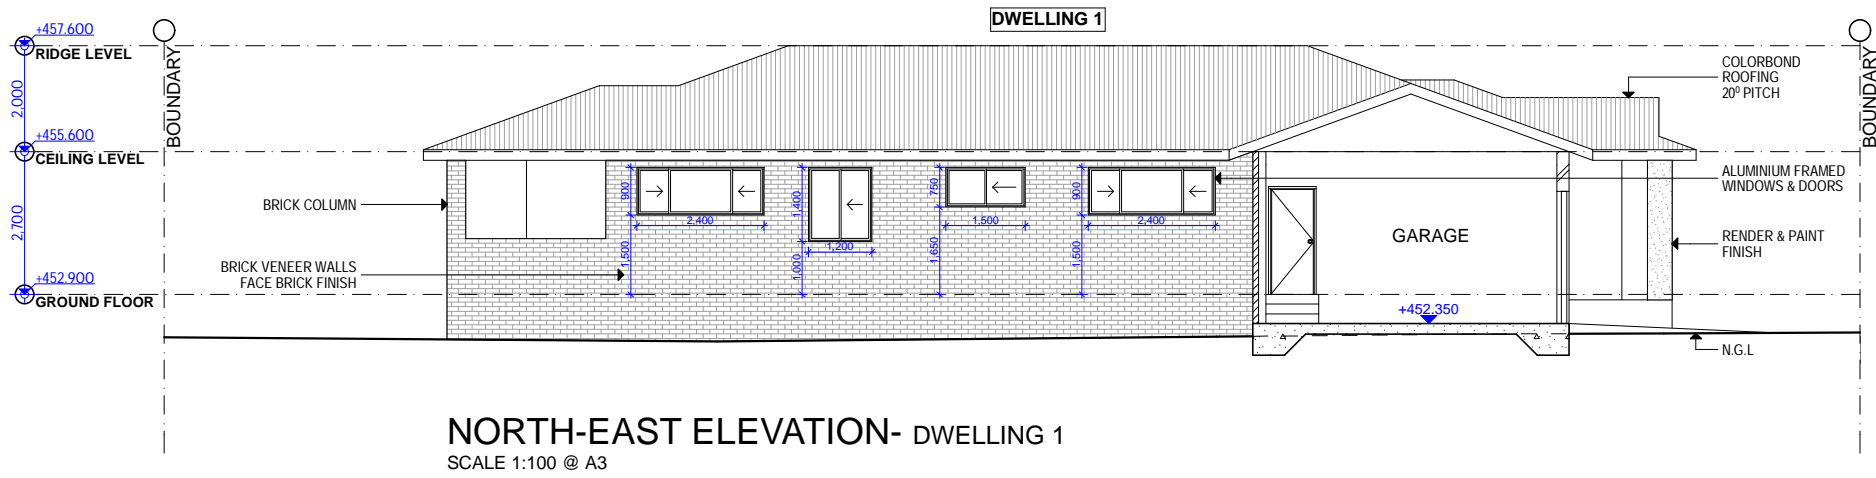 DWELLING 1
+457.600
RIDGE LEVEL
2,000
+455.600
CEILING LEVEL
2,700
+452.900
GROUND FLOOR
BOUNDARY
BRICK COLUMN
BRICK VENEER WALLS
FACE BRICK FINISH
900
2,400
1,500
1,400
1,200
1,000
750
1,500
1,650
900
2,400
1,500
GARAGE
+452.350
COLORBOND
ROOFING
20⁰ PITCH
ALUMINIUM FRAMED
WINDOWS & DOORS
RENDER & PAINT
FINISH
N.G.L
BOUNDARY
NORTH-EAST ELEVATION- DWELLING 1
SCALE 1:100 @ A3